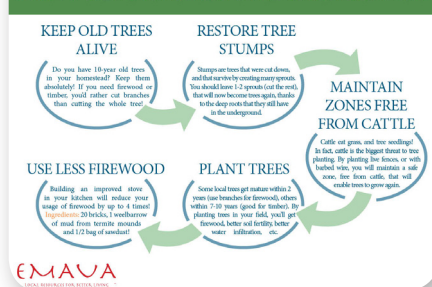 KEEP OLD TREES
ALIVE
Do you have 10-year old trees
in your homestead? Keep them
absolutely! If you need firewood or
timber, you'd rather cut branches
than cutting the whole tree!
RESTORE TREE
STUMPS
Stumps are trees that were cut down,
and that survive by creating many sprouts.
You should leave 1-2 sprouts (cut the rest),
that will now become trees again, thanks
to the deep roots that they still have
in the underground.
MAINTAIN
ZONES FREE
FROM CATTLE
Cattle eat grass, and tree seedlings!
In fact, cattle is the biggest threat to tree
planting. By planting live fences, or with
barbed wire, you will maintain a safe
zone, free from cattle, that will
enable trees to grow again.
PLANT TREES
Some local trees get mature within 2
years (use branches for firewood), others
within 7-10 years (good for timber). By
planting trees in your field, you'll get
firewood, better soil fertility, better
water infiltration, etc.
USE LESS FIREWOOD
Building an improved stove
in your kitchen will reduce your
usage of firewood by up to 4 times!
Ingredients: 20 bricks, 1 weelbarrow
of mud from termite mounds
and 1/2 bag of sawdust!
EMAUA
LOCAL RESOURCES FOR BETTER LIVING